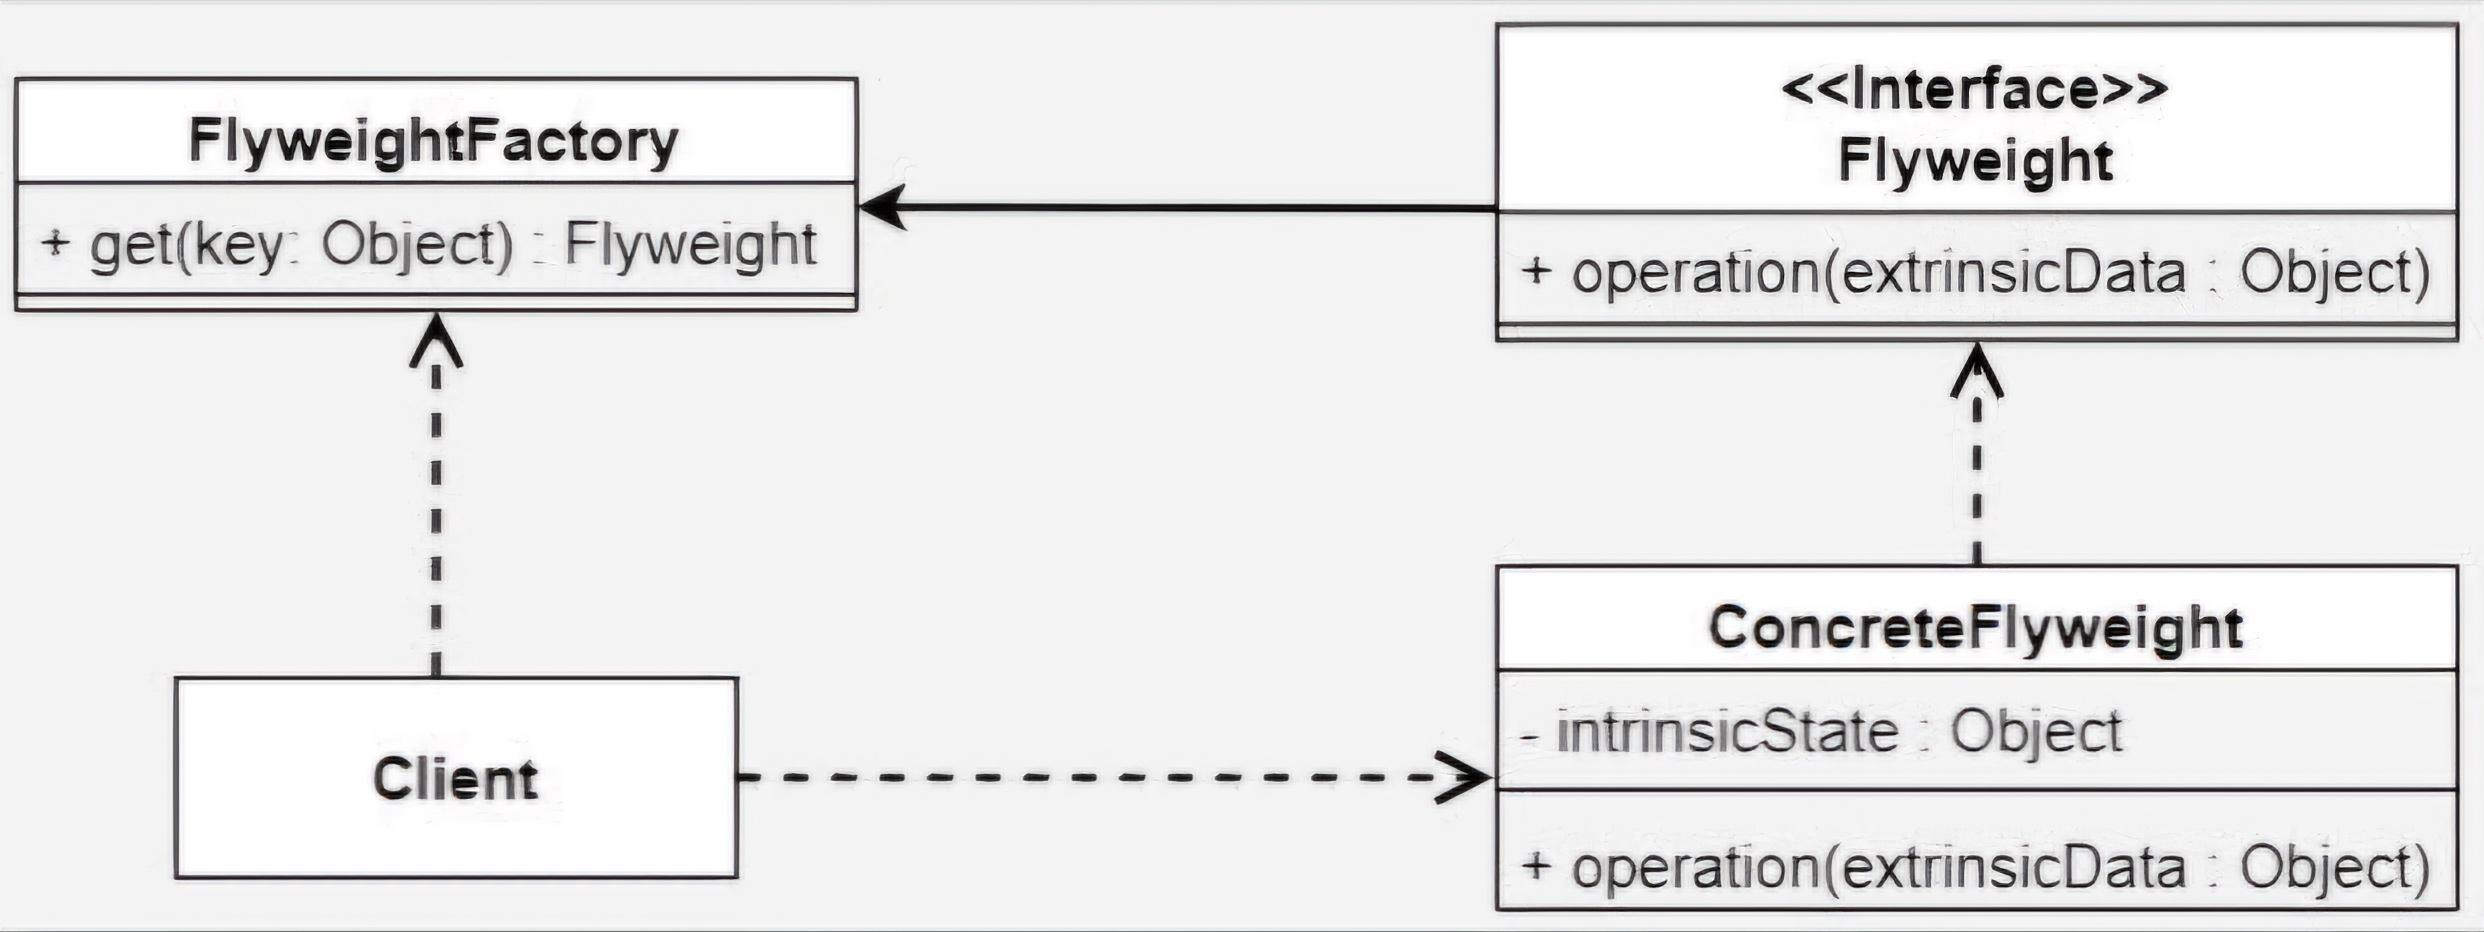 FlyweightFactory
+ get(key: Object) : Flyweight
<<Interface>>
Flyweight
+ operation(extrinsicData : Object)
Client
ConcreteFlyweight
- intrinsicState : Object
+ operation(extrinsicData : Object)